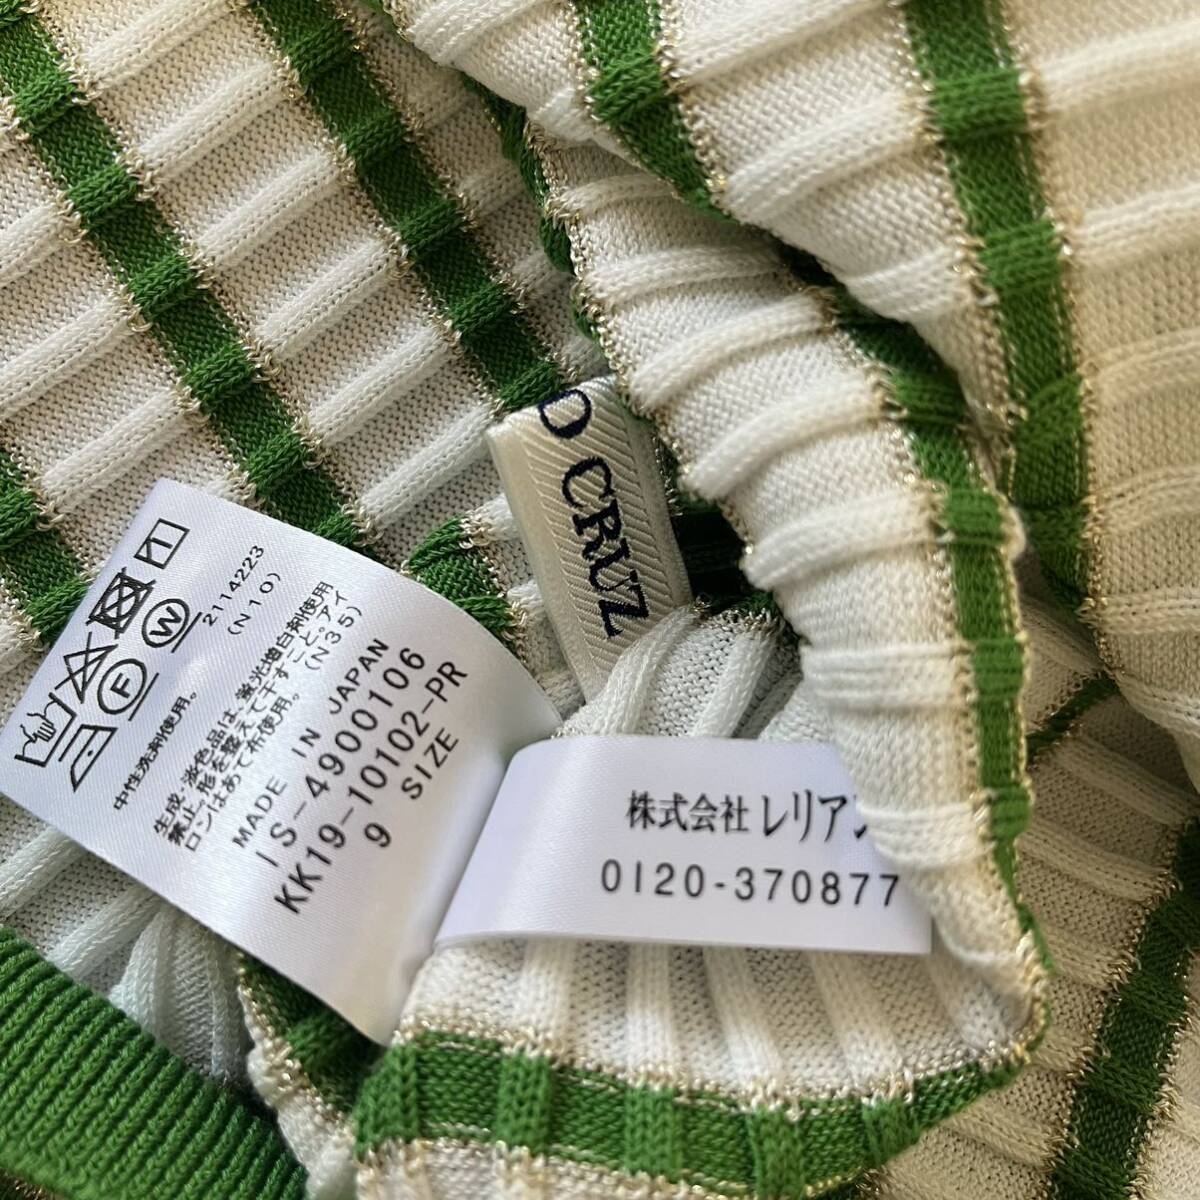 D CRUZ
2114223
(N10)
中性洗剤使用。
生成・淡色品は、蛍光増白剤使用
禁止・形を整えて干すこと・アイ
ロンはあて布使用。(N35)
MADE IN JAPAN
IS-4900106
KK19-10102-PR
SIZE
9
株式会社レリアン
0120-370877